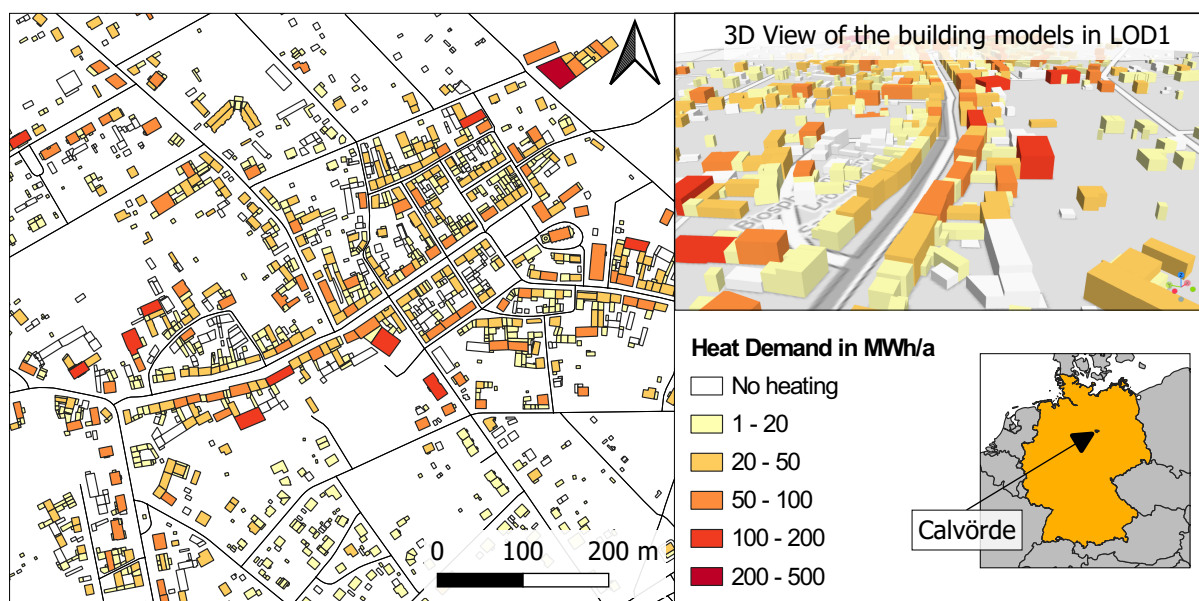 3D View of the building models in LOD1
Heat Demand in MWh/a
No heating
1 - 20
20 - 50
50 - 100
100 - 200
200 - 500
Calvörde
0 100 200 m